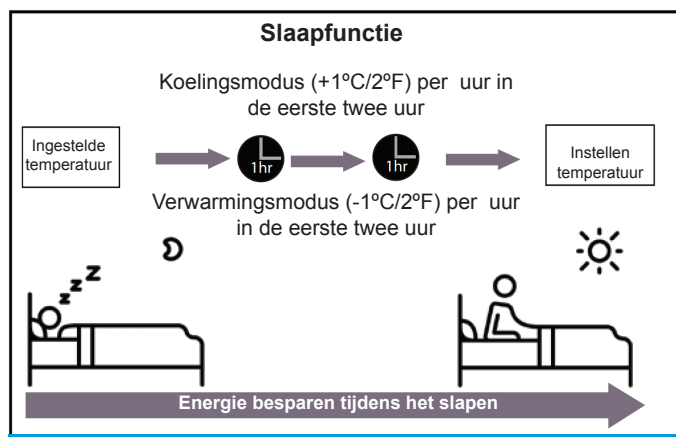 Slaapfunctie
Koelingsmodus (+1ºC/2ºF) per uur in
de eerste twee uur
Ingestelde
temperatuur
1hr
1hr
Instellen
temperatuur
Verwarmingsmodus (-1ºC/2ºF) per uur
in de eerste twee uur
z z z Z
Energie besparen tijdens het slapen